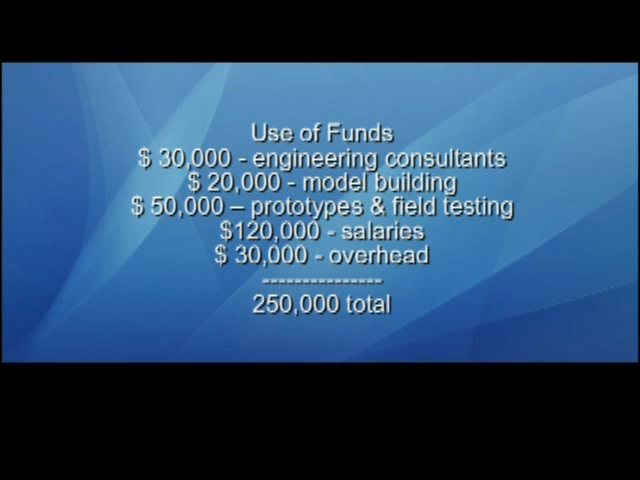 Use of Funds
$ 30,000 - engineering consultants
$ 20,000 - model building
$ 50,000 – prototypes & field testing
$120,000 - salaries
$ 30,000 - overhead
---------------
250,000 total